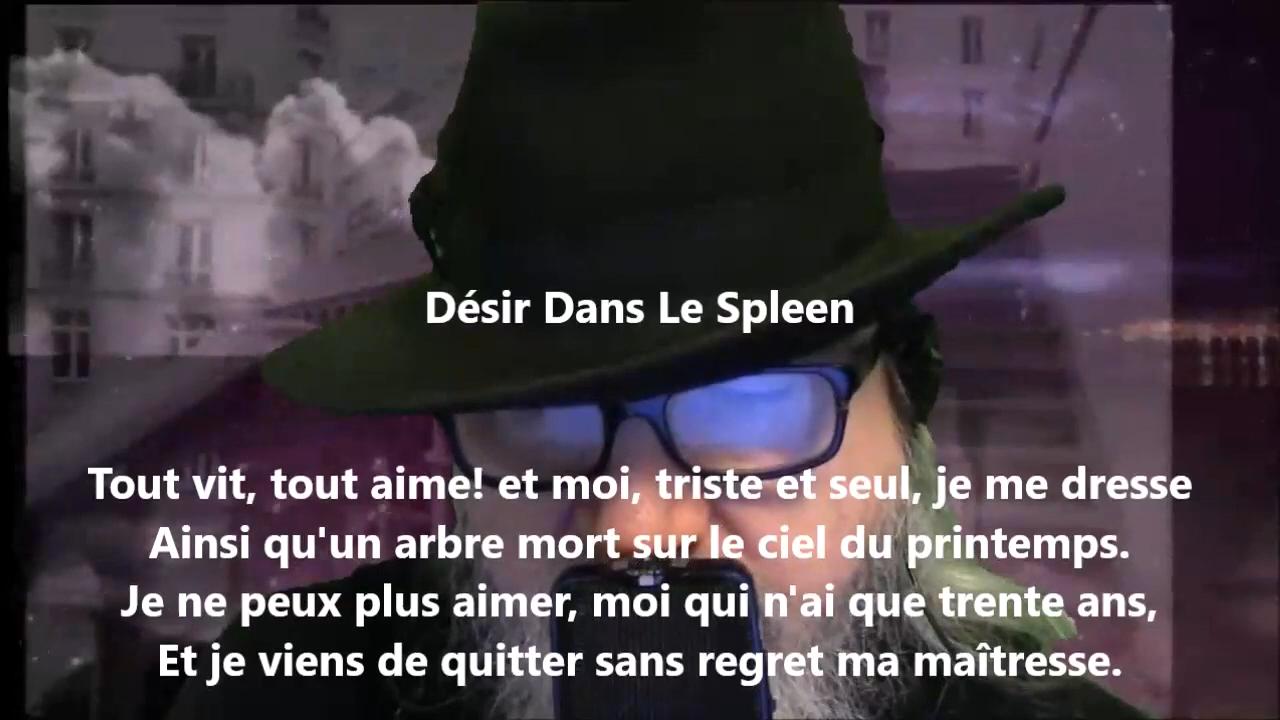 Désir Dans Le Spleen
Tout vit, tout aime! et moi, triste et seul, je me dresse
Ainsi qu'un arbre mort sur le ciel du printemps.
Je ne peux plus aimer, moi qui n'ai que trente ans,
Et je viens de quitter sans regret ma maîtresse.